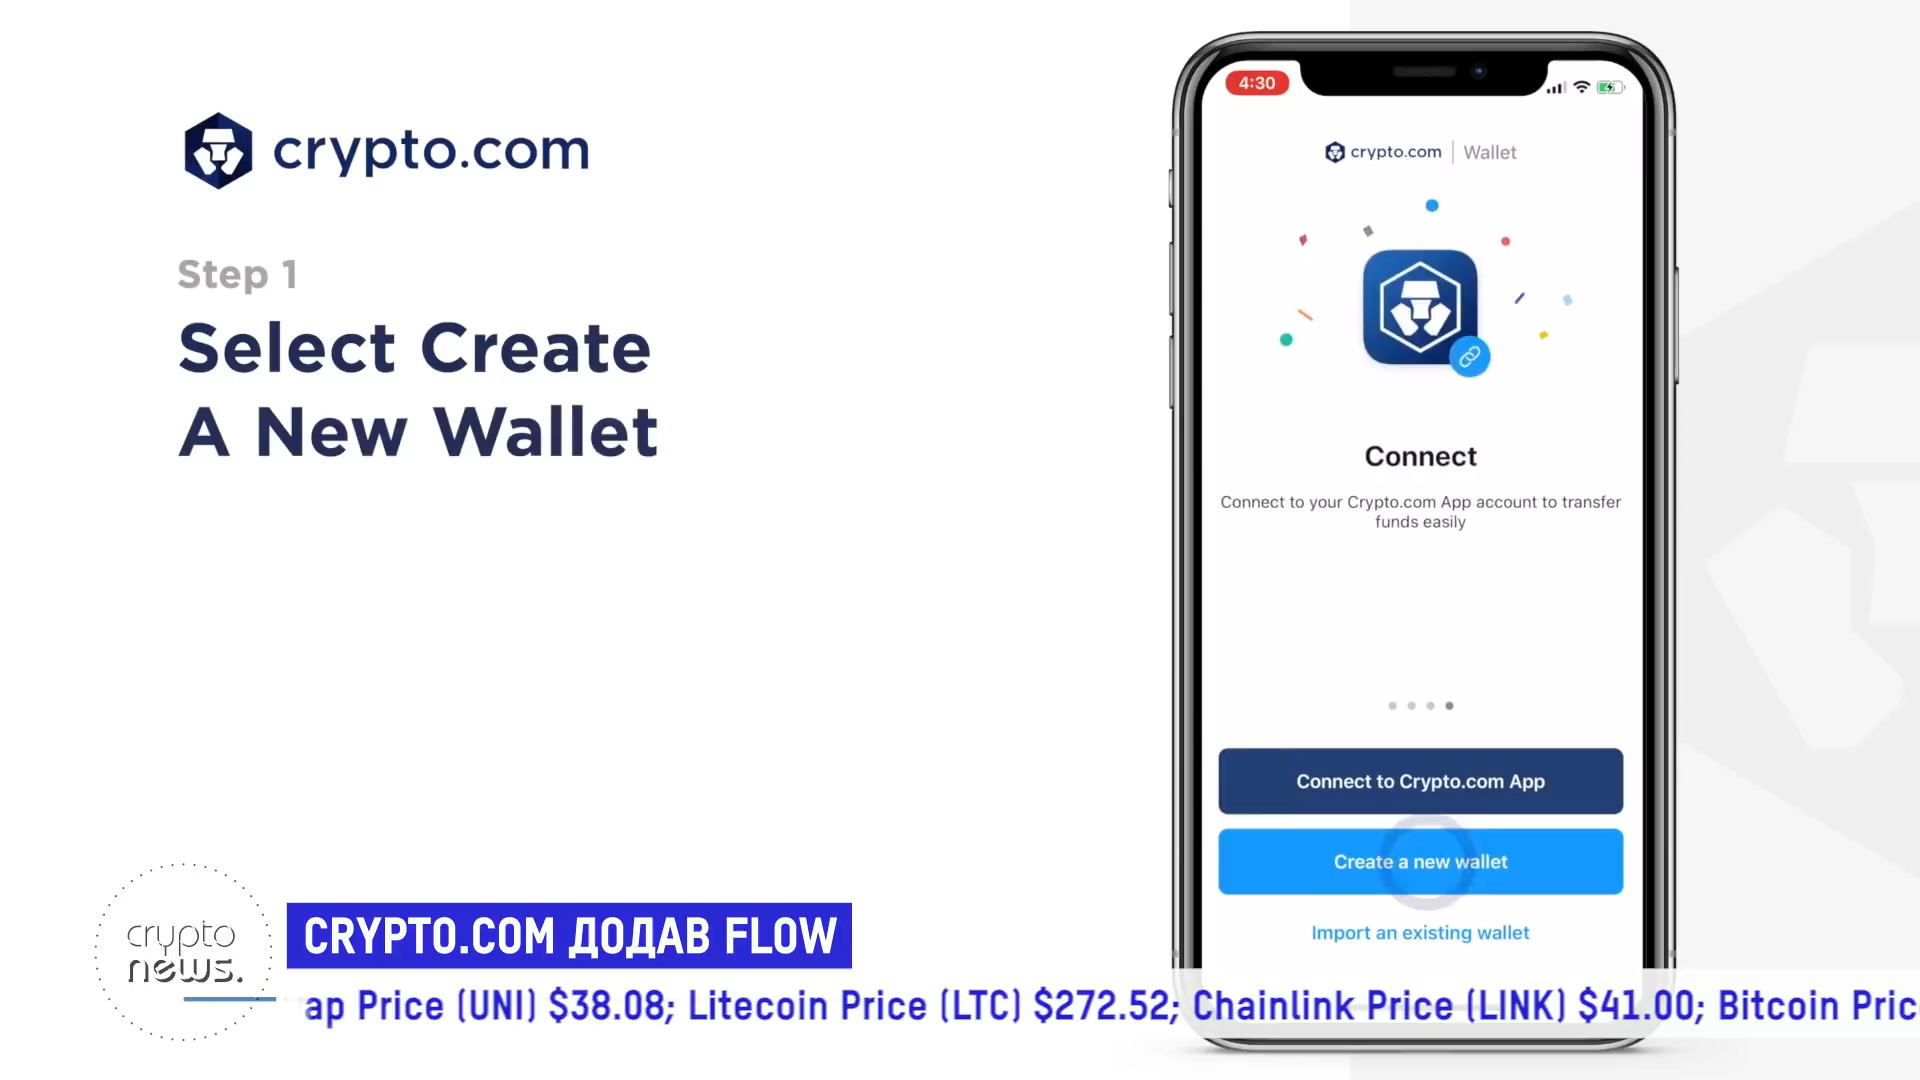 crypto.com
Step 1
Select Create
A New Wallet
4:30
crypto.com | Wallet
Connect
Connect to your Crypto.com App account to transfer
funds easily
Connect to Crypto.com App
Create a new wallet
Import an existing wallet
crypto
news.
CRYPTO.COM ДОДАВ FLOW
ap Price (UNI) $38.08; Litecoin Price (LTC) $272.52; Chainlink Price (LINK) $41.00; Bitcoin Pric